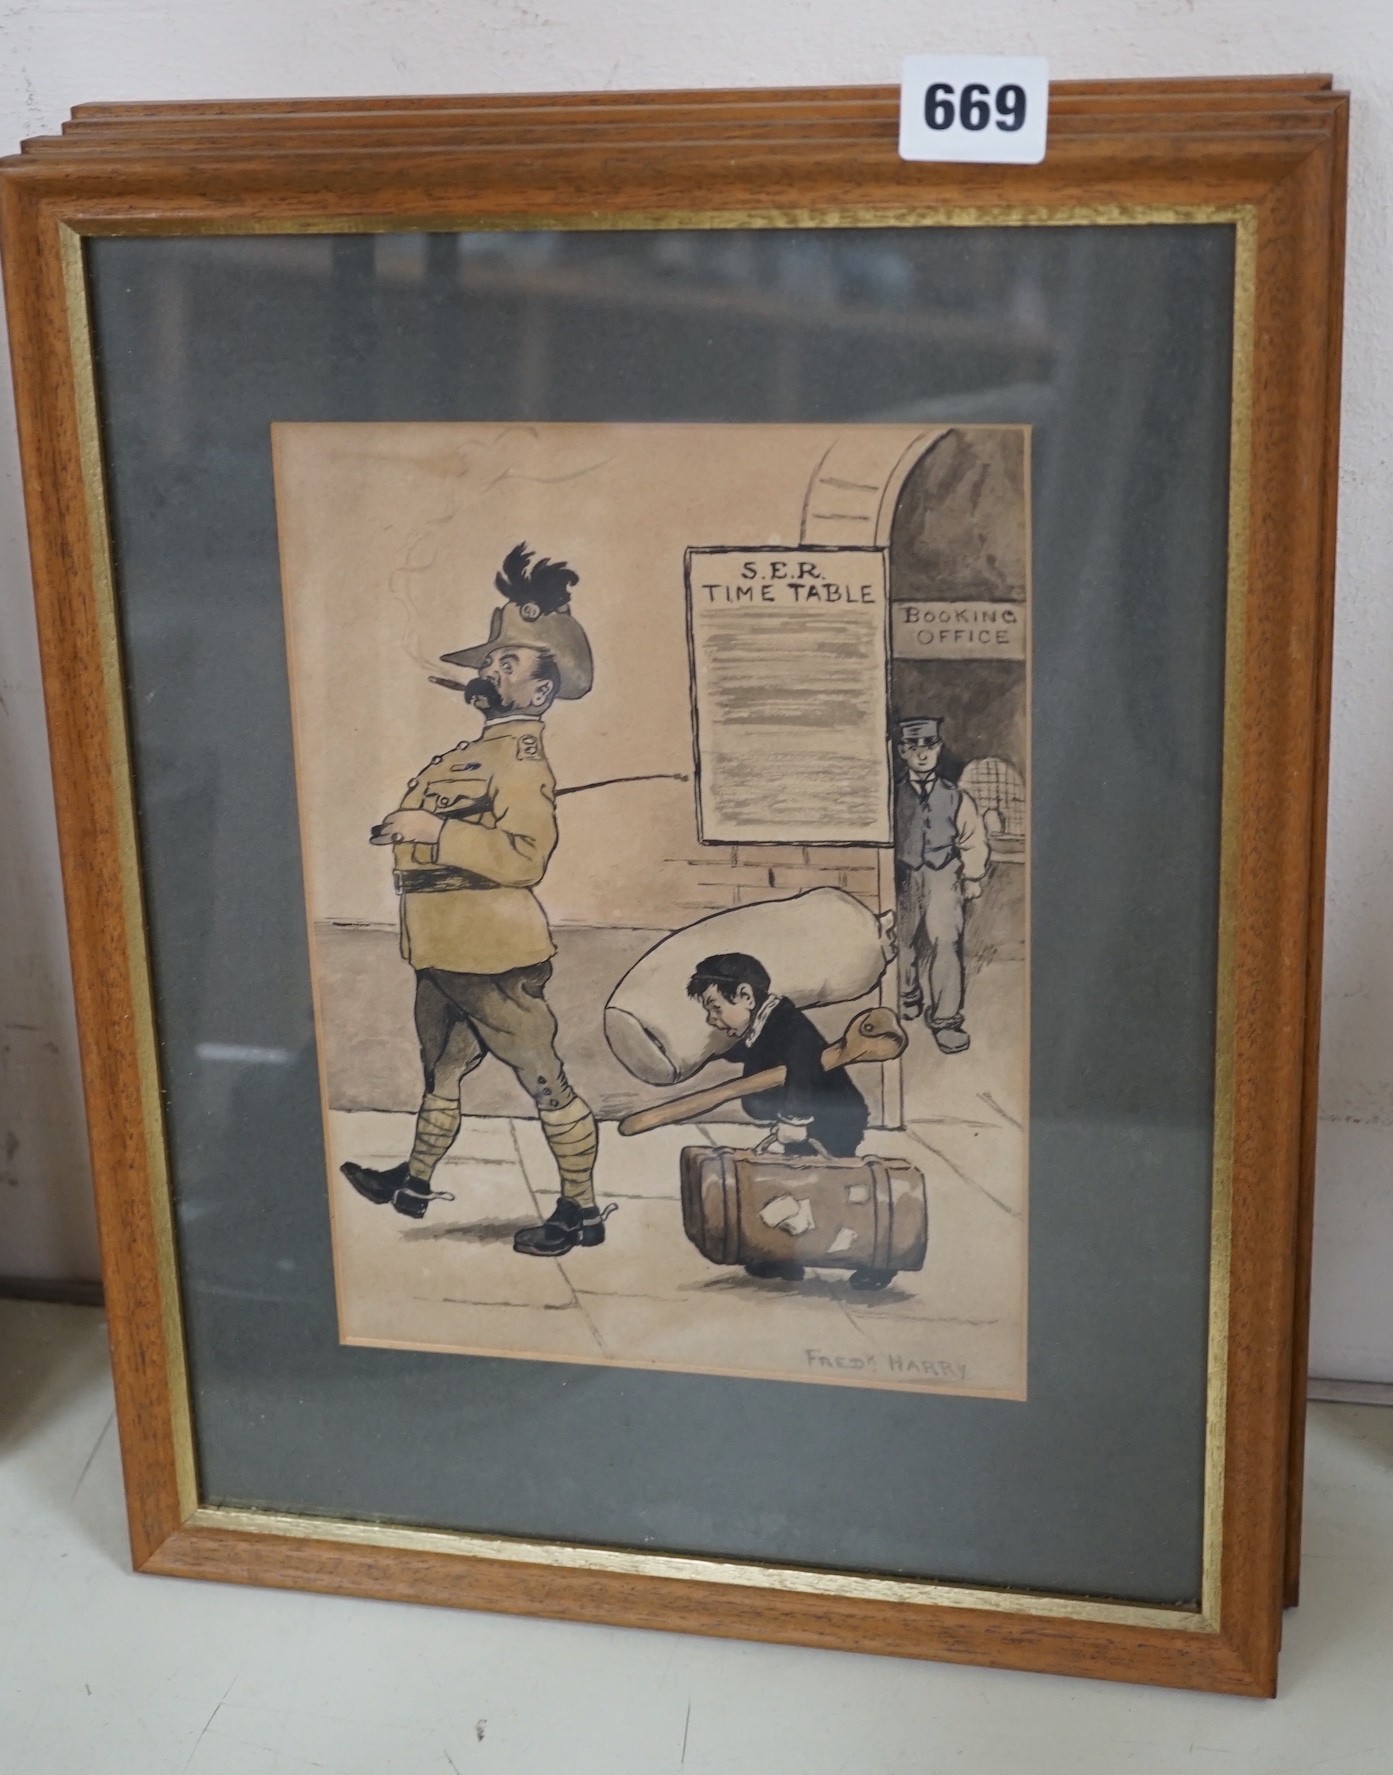 669
S.E.R.
TIME TABLE
BOOKING
OFFICE
FREDK. HARRY